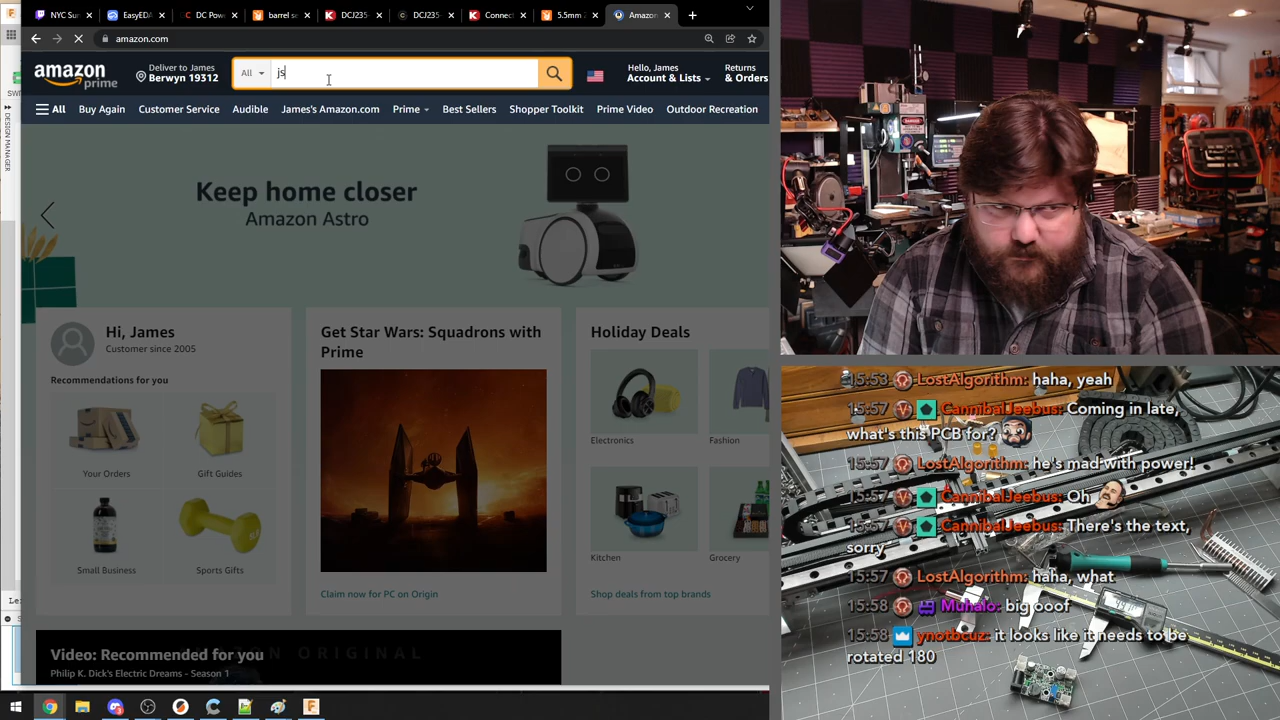 NYC Sur
EasyEDA
DC Pow
barrel se
DCJ235
DCJ23
Connect
5.5mm
Amazon
amazon.com
amazon
prime
Deliver to James
Berwyn 19312
All
js
Hello, James
Account & Lists
Returns
& Orders
All
Buy Again
Customer Service
Audible
James's Amazon.com
Prime
Best Sellers
Shopper Toolkit
Prime Video
Outdoor Recreation
DESIGN MANAGER
Keep home closer
Amazon Astro
Hi, James
Customer since 2005
Recommendations for you
Your Orders
Gift Guides
Small Business
Sports Gifts
Get Star Wars: Squadrons with
Prime
Claim now for PC on Origin
Holiday Deals
Electronics
Fashion
Kitchen
Grocery
Shop deals from top brands
Video: Recommended for you
ORIGINAL
Philip K. Dick's Electric Dreams - Season 1
15:53 LostAlgorithm: haha, yeah
15:57 CannibalJeebus: Coming in late,
what's this PCB for?
15:57 LostAlgorithm: he's mad with power!
15:57 CannibalJeebus: Oh
15:57 CannibalJeebus: There's the text,
sorry
15:57 LostAlgorithm: haha, what
15:58 Muhalo: big ooof
15:58 ynotbcuz: it looks like it needs to be
rotated 180